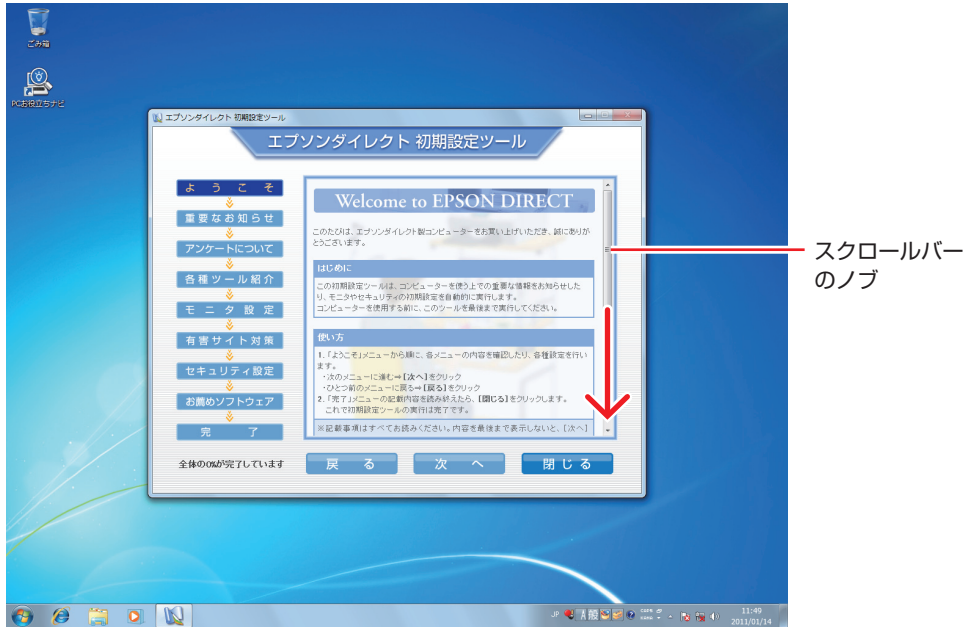 ごみ箱
PCお役立ちナビ
エプソンダイレクト 初期設定ツール
エプソンダイレクト 初期設定ツール
ようこそ
重要なお知らせ
アンケートについて
各種ツール紹介
モニタ設定
有害サイト対策
セキュリティ設定
お薦めソフトウェア
完了
全体の0%が完了しています
Welcome to EPSON DIRECT
このたびは、エプソンダイレクト製コンピューターをお買い上げいただき、誠にありが
とうございます。
はじめに
この初期設定ツールは、コンピューターを使う上での重要な情報をお知らせした
り、モニタやセキュリティの初期設定を自動的に実行します。
コンピューターを使用する前に、このツールを最後まで実行してください。
使い方
1.「ようこそ」メニューから順に、各メニューの内容を確認したり、各種設定を行い
ます。
・次のメニューに進む⇒【次へ】をクリック
・ひとつ前のメニューに戻る⇒【戻る】をクリック
2.「完了」メニューの記載内容を読み終えたら、【閉じる】をクリックします。
これで初期設定ツールの実行は完了です。
※記載事項はすべてお読みください。内容を最後まで表示しないと、[次へ]
戻る
次へ
閉じる
スクロールバー
のノブ
JP
A 般
CAPS
KANA
11:49
2011/01/14